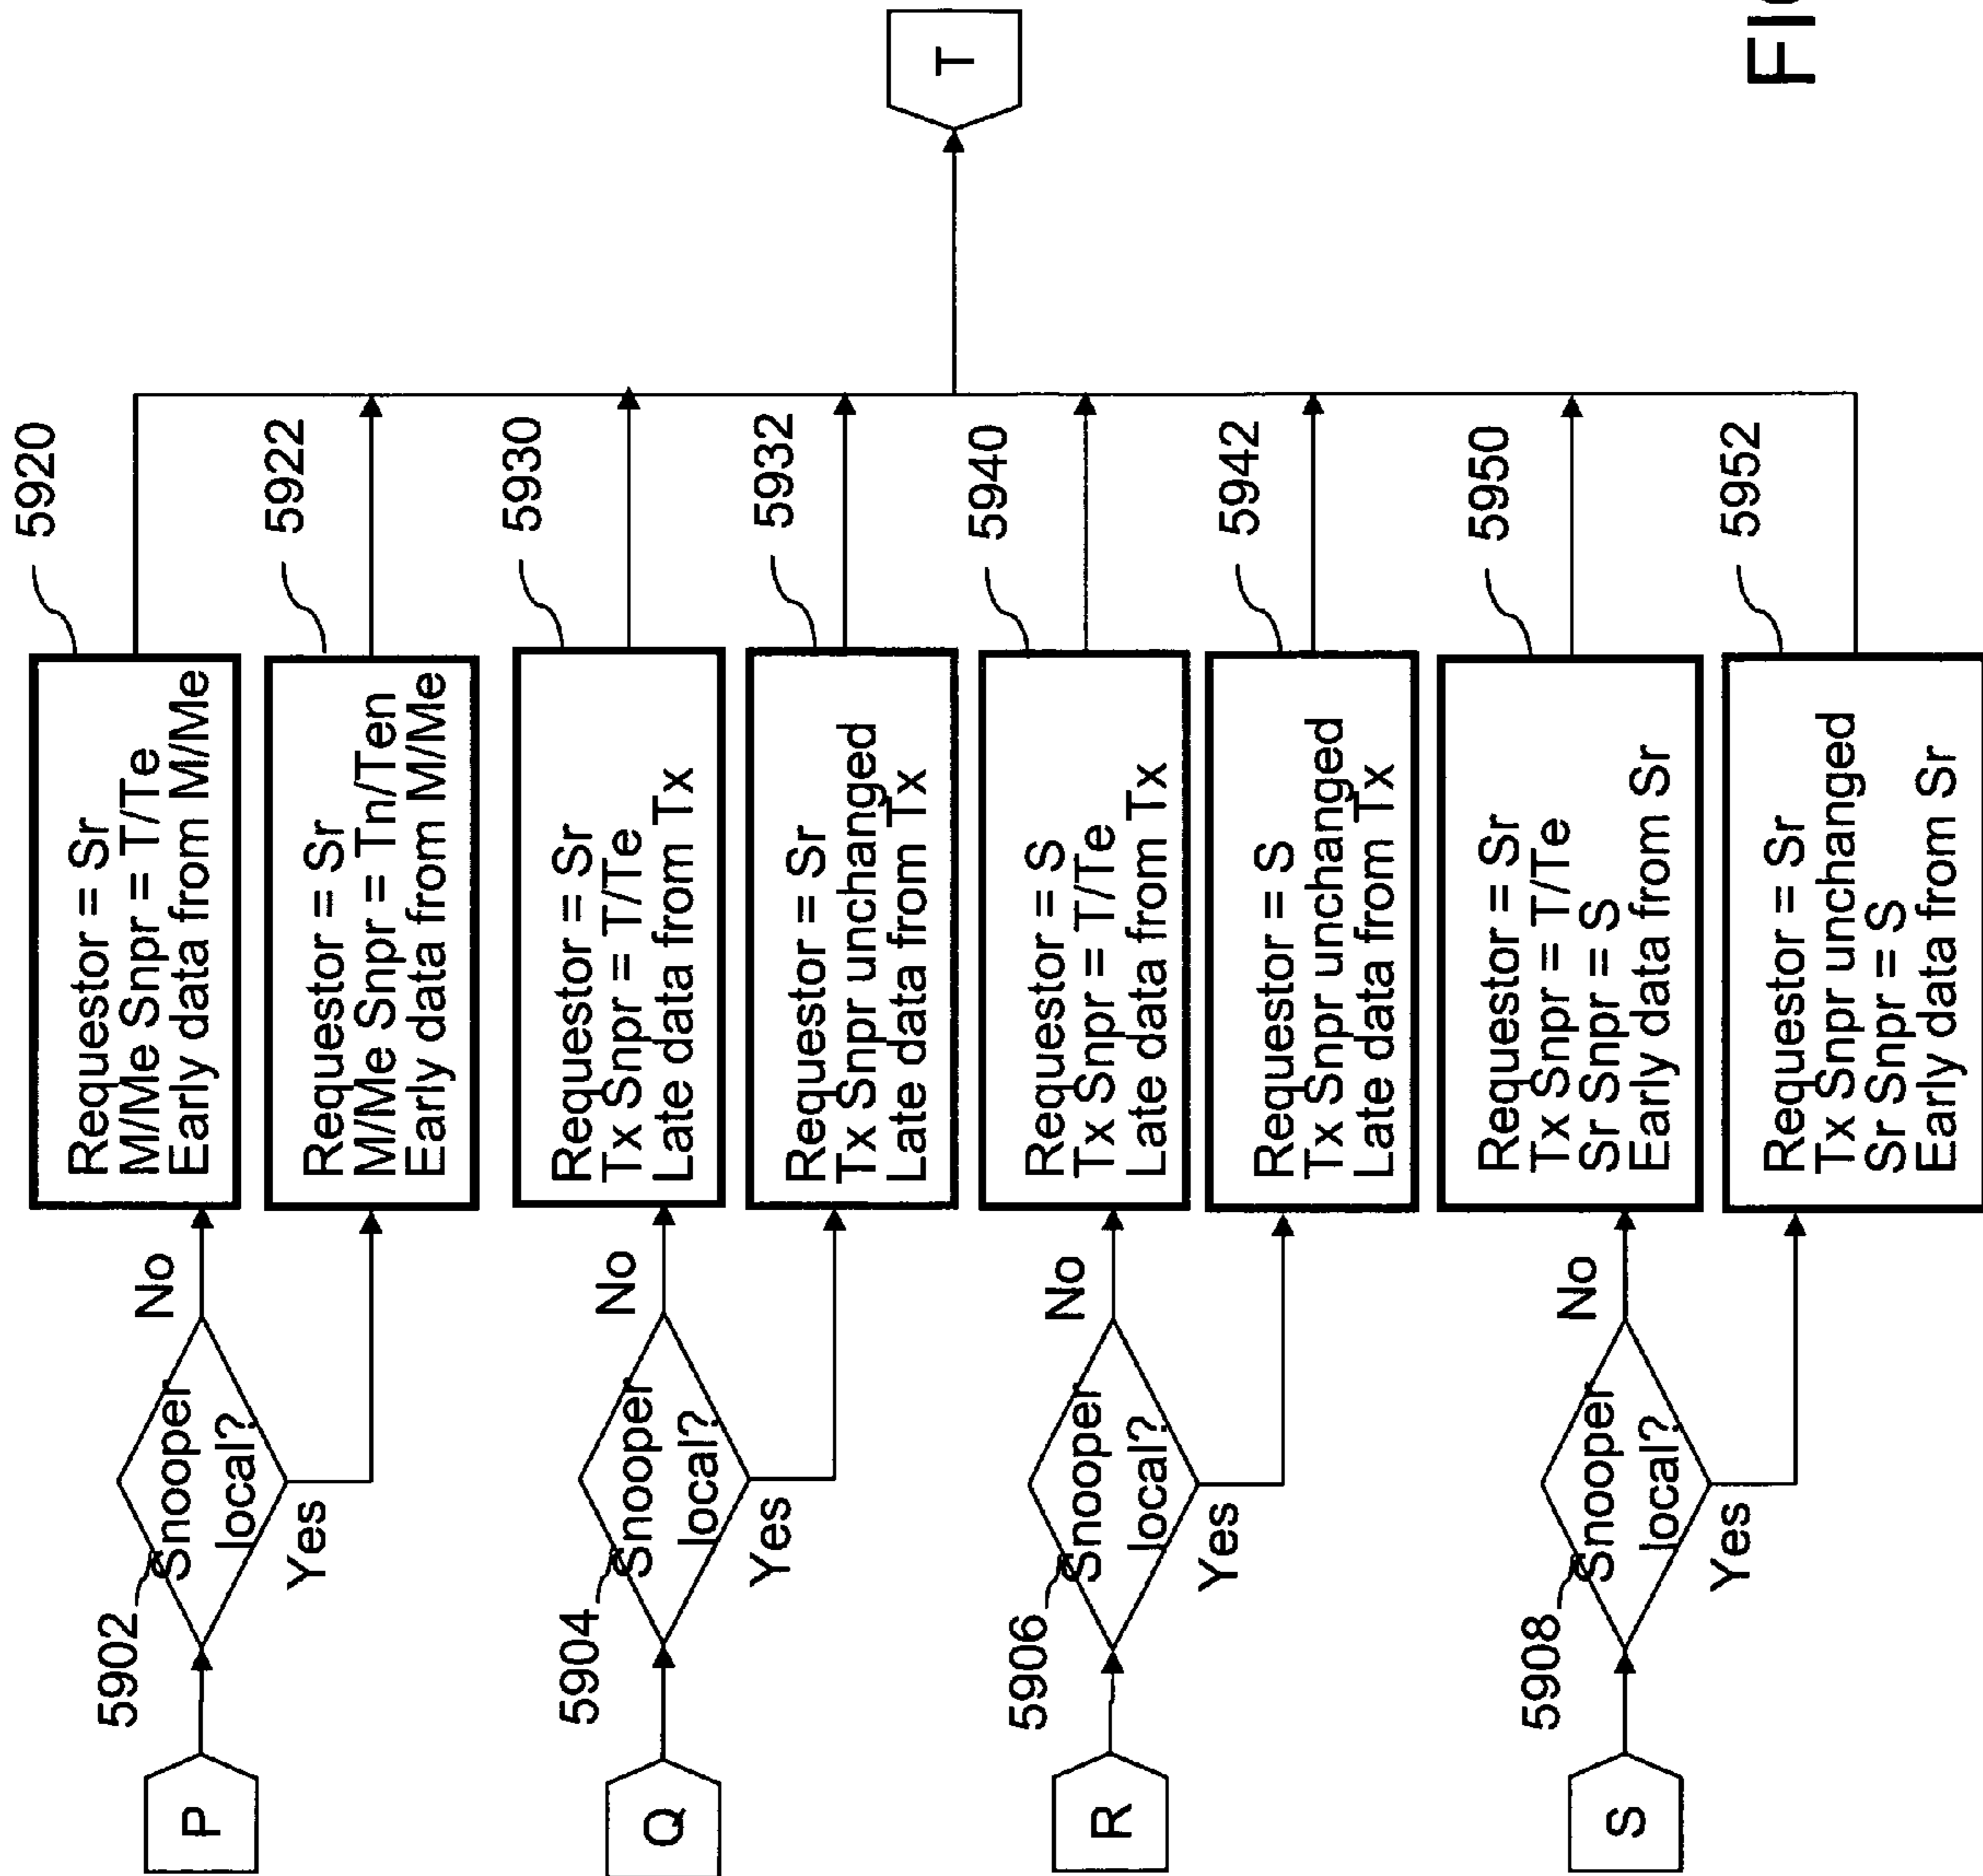 P
5902
Snooper
local?
No
Yes
Requestor = Sr
M/Me Snpr = T/Te
Early data from M/Me
5920
Requestor = Sr
M/Me Snpr = Tn/Ten
Early data from M/Me
5922
Q
5904
Snooper
local?
No
Yes
Requestor = Sr
Tx Snpr = T/Te
Late data from Tx
5930
Requestor = Sr
Tx Snpr unchanged
Late data from Tx
5932
R
5906
Snooper
local?
No
Yes
Requestor = S
Tx Snpr = T/Te
Late data from Tx
5940
Requestor = S
Tx Snpr unchanged
Late data from Tx
5942
S
5908
Snooper
local?
No
Yes
Requestor = Sr
Tx Snpr = T/Te
Sr Snpr = S
Early data from Sr
5950
Requestor = Sr
Tx Snpr unchanged
Sr Snpr = S
Early data from Sr
5952
T
FIG